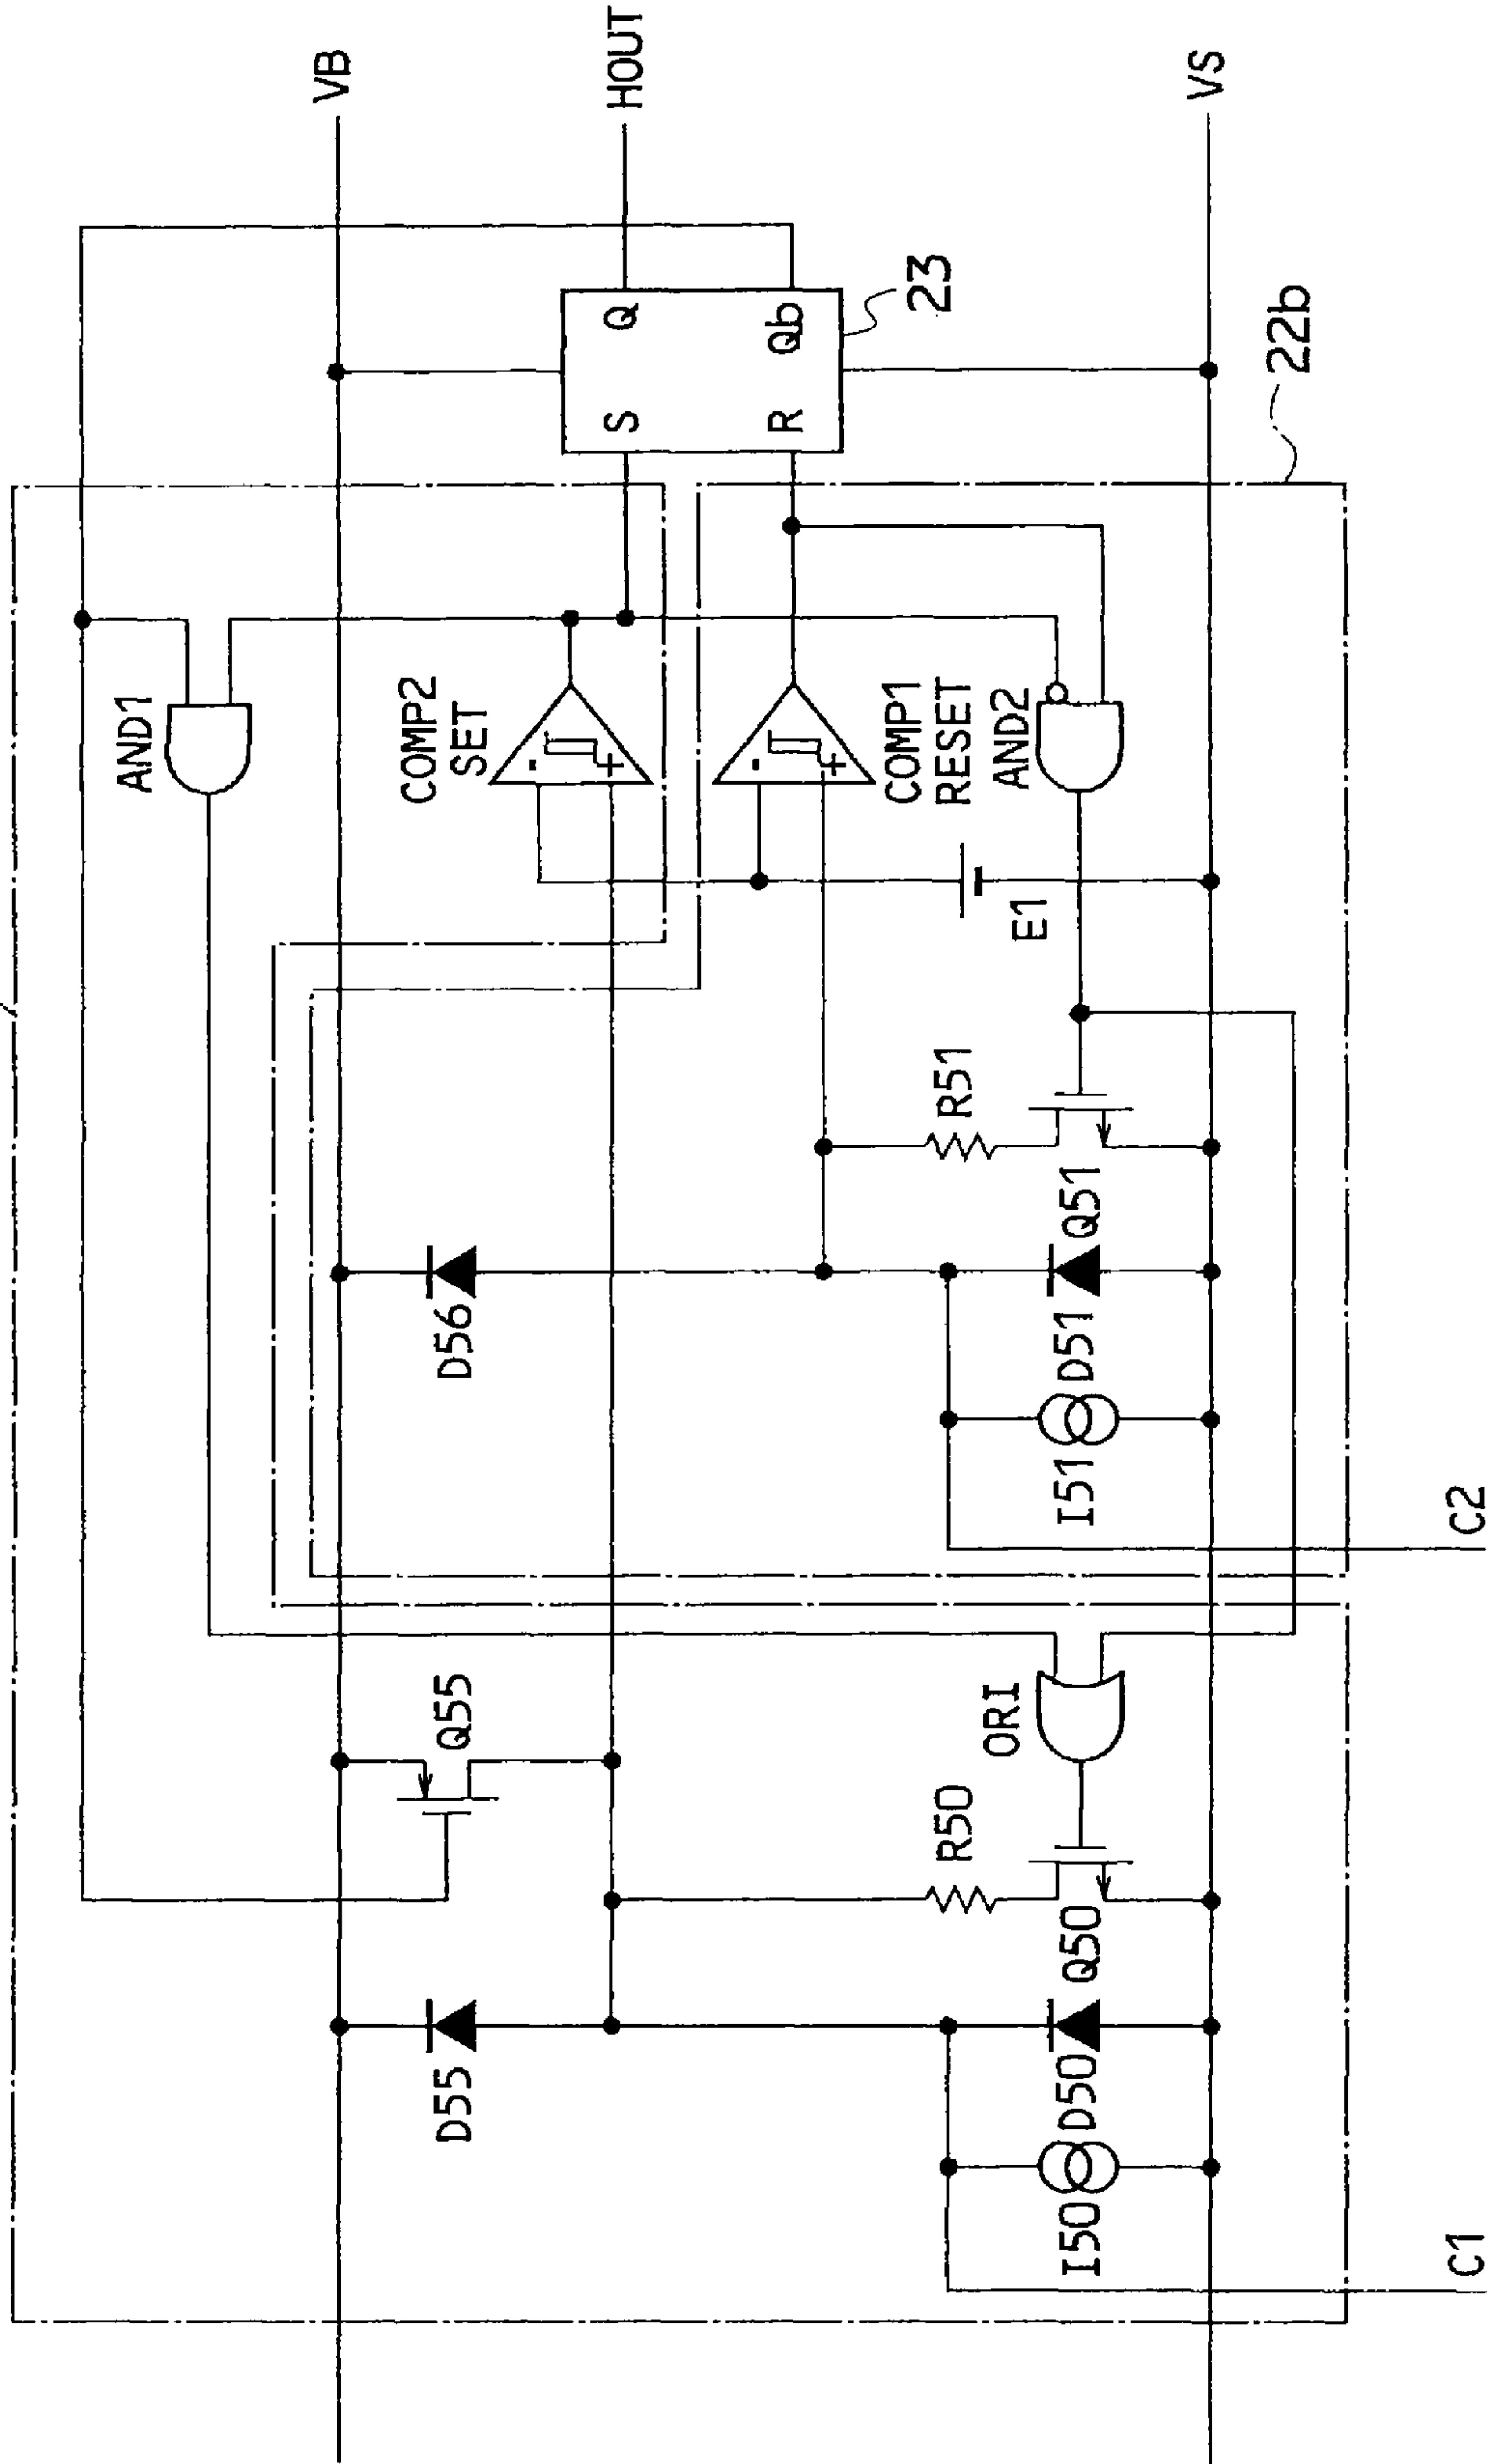 VB
HOUT
VS
Q
Qb
S
R
23
22b
AND1
COMP2
SET
COMP1
RESET
AND2
E1
R51
Q51
D56
D51
I51
C2
Q55
ORI
R50
Q50
D55
D50
I50
C1
-
+
-
+